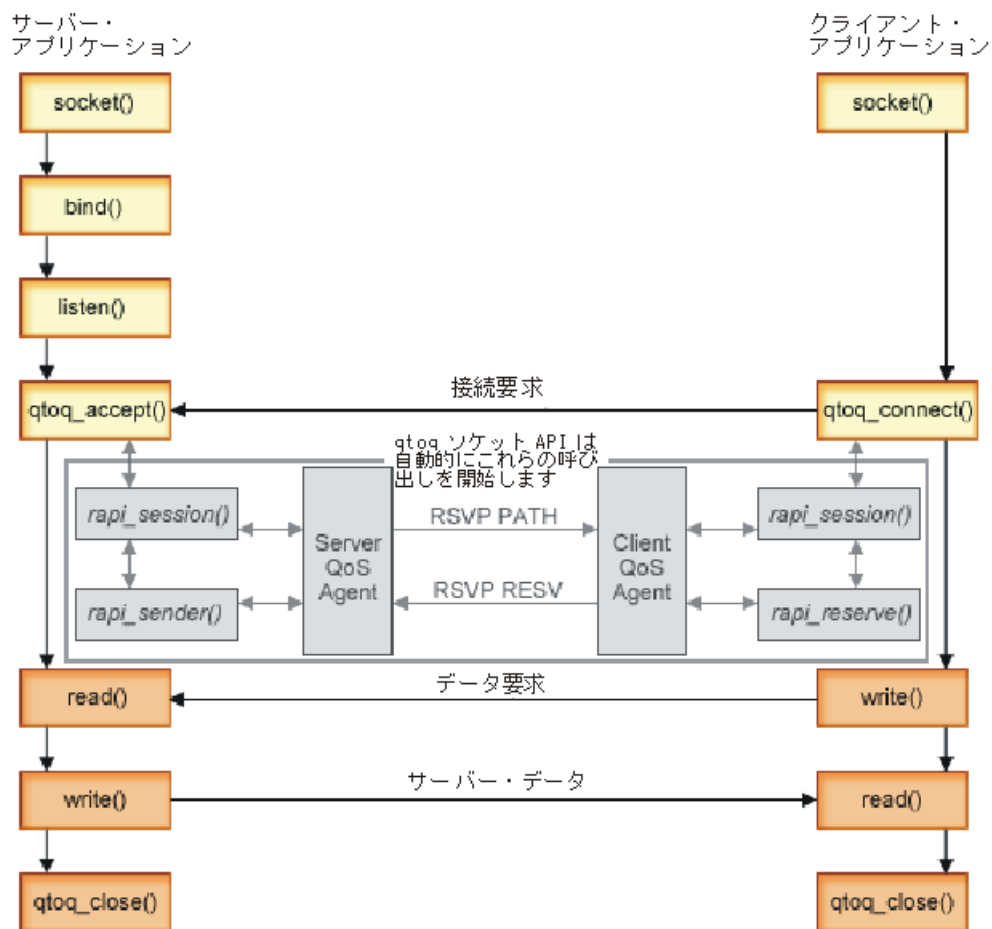 サーバー・
アプリケーション
クライアント・
アプリケーション
socket()
socket()
bind()
listen()
接続要求
qtoq_accept()
qtoq_connect()
qtoq ソケット API は
自動的にこれらの呼び
出しを開始します
rapi_session()
RSVP PATH
rapi_session()
Server
QoS
Agent
Client
QoS
Agent
rapi_sender()
RSVP RESV
rapi_reserve()
データ要求
read()
write()
サーバー・データ
write()
read()
qtoq_close()
qtoq_close()